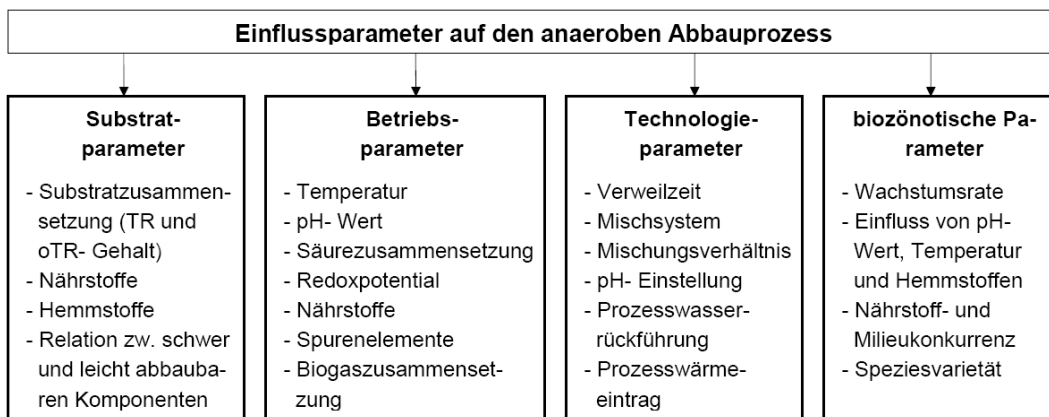 Einflussparameter auf den anaeroben Abbauprozess
Substrat-
parameter
- Substratzusammen-
setzung (TR und
oTR- Gehalt)
- Nährstoffe
- Hemmstoffe
- Relation zw. schwer
und leicht abbauba-
ren Komponenten
Betriebs-
parameter
- Temperatur
- pH- Wert
- Säurezusammensetzung
- Redoxpotential
- Nährstoffe
- Spurenelemente
- Biogaszusammenset-
zung
Technologie-
parameter
- Verweilzeit
- Mischsystem
- Mischungsverhältnis
- pH- Einstellung
- Prozesswasser-
rückführung
- Prozesswärme-
eintrag
biozönotische Pa-
rameter
- Wachstumsrate
- Einfluss von pH-
Wert, Temperatur
und Hemmstoffen
- Nährstoff- und
Milieukonkurrenz
- Speziesvarietät